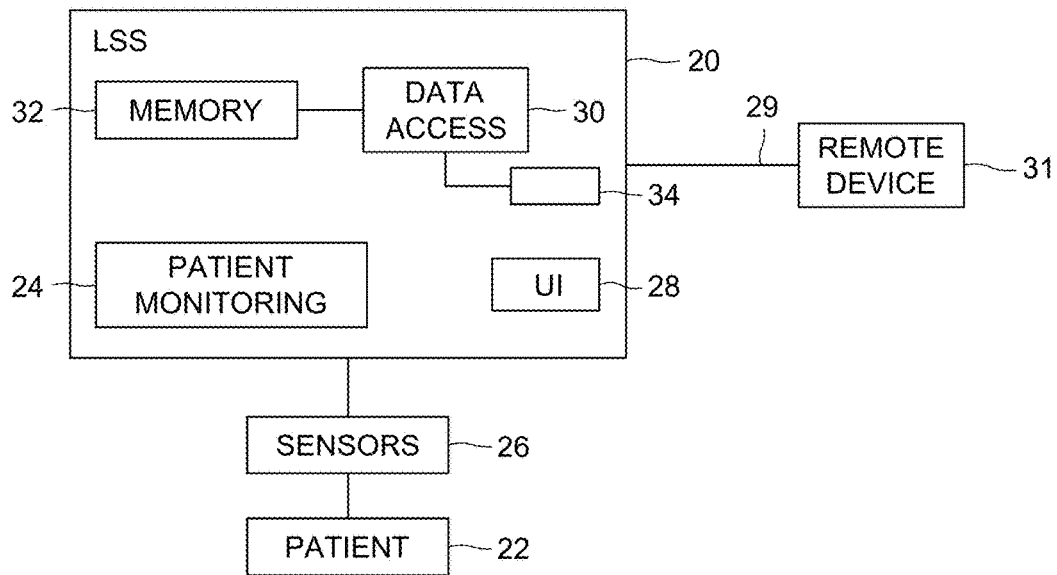 LSS
20
32
MEMORY
DATA
ACCESS
30
29
REMOTE
DEVICE
31
34
24
PATIENT
MONITORING
UI
28
SENSORS
26
PATIENT
22